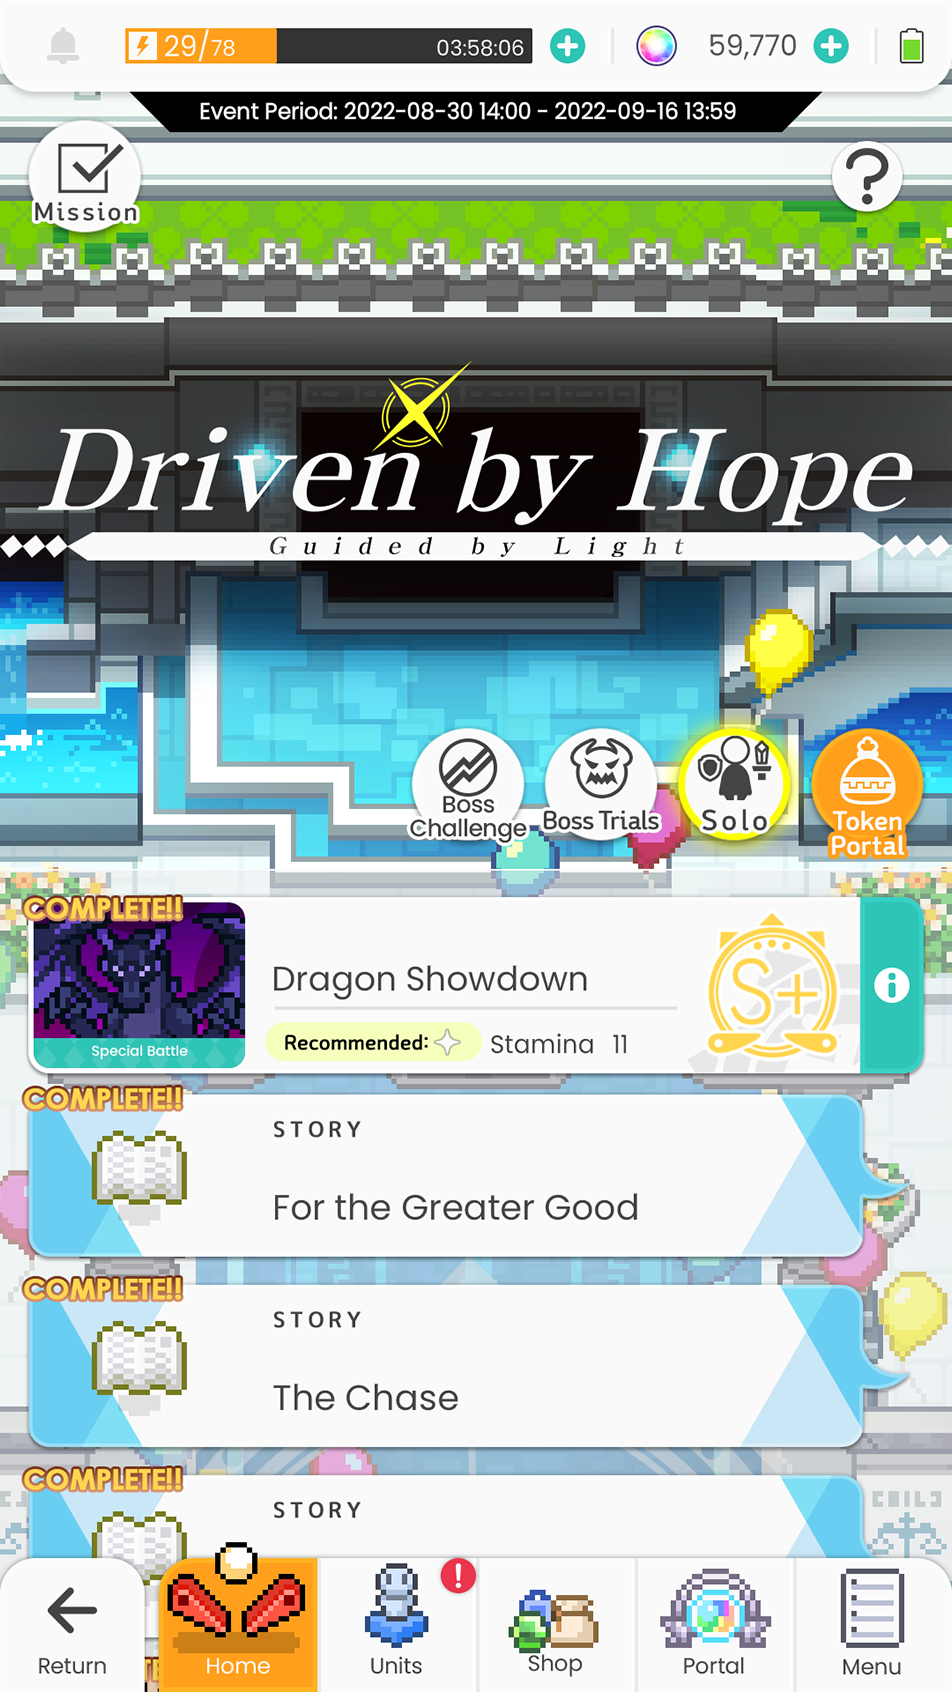 29/78
03:58:06
59,770
Event Period: 2022-08-30 14:00 - 2022-09-16 13:59
Mission
Driven by Hope
Guided by Light
Boss
Challenge
Boss Trials
Solo
Token
Portal
COMPLETE!!
Dragon Showdown
S+
Special Battle
Recommended:
Stamina 11
COMPLETE!!
STORY
For the Greater Good
COMPLETE!!
STORY
The Chase
COMPLETE!!
STORY
Return
Home
Units
Shop
Portal
Menu